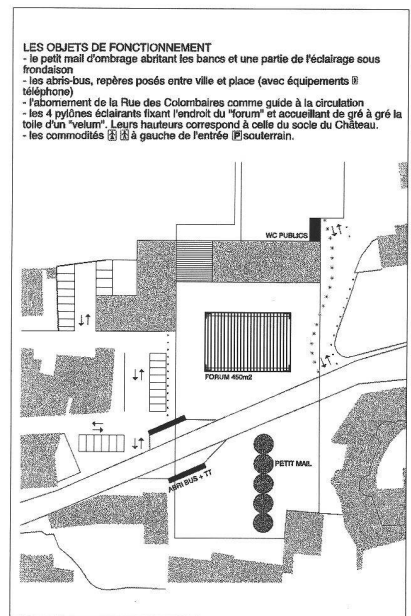 LES OBJETS DE FONCTIONNEMENT
- le petit mail d'ombrage abritant les bancs et une partie de l'éclairage sous
frondaison
- les abris-bus, repères posés entre ville et place (avec équipements
téléphone)
- l'abornement de la Rue des Colombaires comme guide à la circulation
- les 4 pylônes éclairants fixant l'endroit du "forum" et accueillant de gré à gré la
toile d'un "velum". Leurs hauteurs correspond à celle du socle du Château.
- les commodités à gauche de l'entrée P souterrain.
WC PUBLICS
FORUM 450m2
PETIT MAIL
ABRI BUS + TT